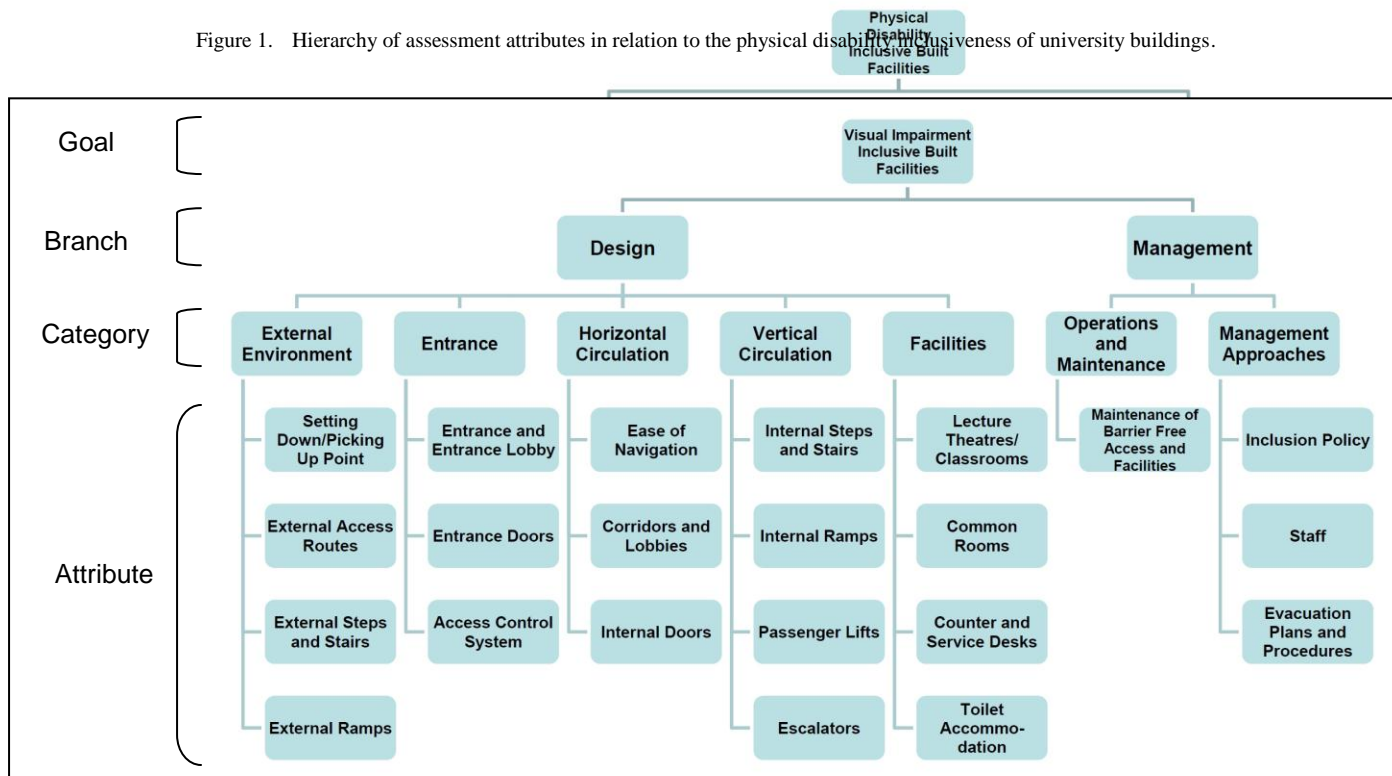 Physical
Disability
Inclusive Built
Facilities
Figure 1. Hierarchy of assessment attributes in relation to the physical disability inclusiveness of university buildings.
Goal
Visual Impairment
Inclusive Built
Facilities
Branch
Design
Management
Category
External
Environment
Entrance
Horizontal
Circulation
Vertical
Circulation
Facilities
Operations
and
Maintenance
Management
Approaches
Attribute
Setting
Down/Picking
Up Point
Entrance and
Entrance Lobby
Ease of
Navigation
Internal Steps
and Stairs
Lecture
Theatres/
Classrooms
Maintenance of
Barrier Free
Access and
Facilities
Inclusion Policy
External Access
Routes
Entrance Doors
Corridors and
Lobbies
Internal Ramps
Common
Rooms
Staff
External Steps
and Stairs
Access Control
System
Internal Doors
Passenger Lifts
Counter and
Service Desks
Evacuation
Plans and
Procedures
External Ramps
Escalators
Toilet
Accommo-
dation